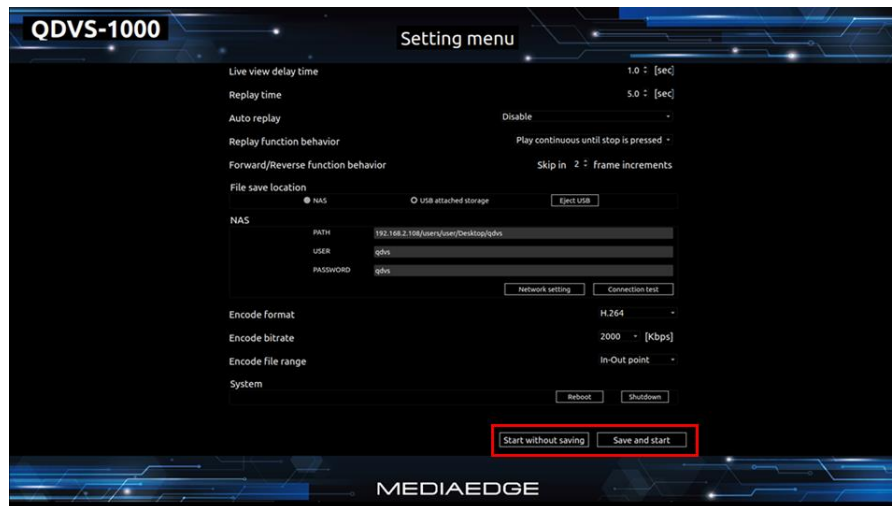 QDVS-1000
Setting menu
Live view delay time 1.0 [sec]
Replay time 5.0 [sec]
Auto replay Disable
Replay function behavior Play continuous until stop is pressed
Forward/Reverse function behavior Skip in 2 frame increments
File save location
NAS USB attached storage Eject USB
NAS
PATH 192.168.2.108/users/user/Desktop/qdvs
USER qdvs
PASSWORD qdvs
Network setting Connection test
Encode format H.264
Encode bitrate 2000 [Kbps]
Encode file range In-Out point
System
Reboot Shutdown
Start without saving Save and start
MEDIAEDGE